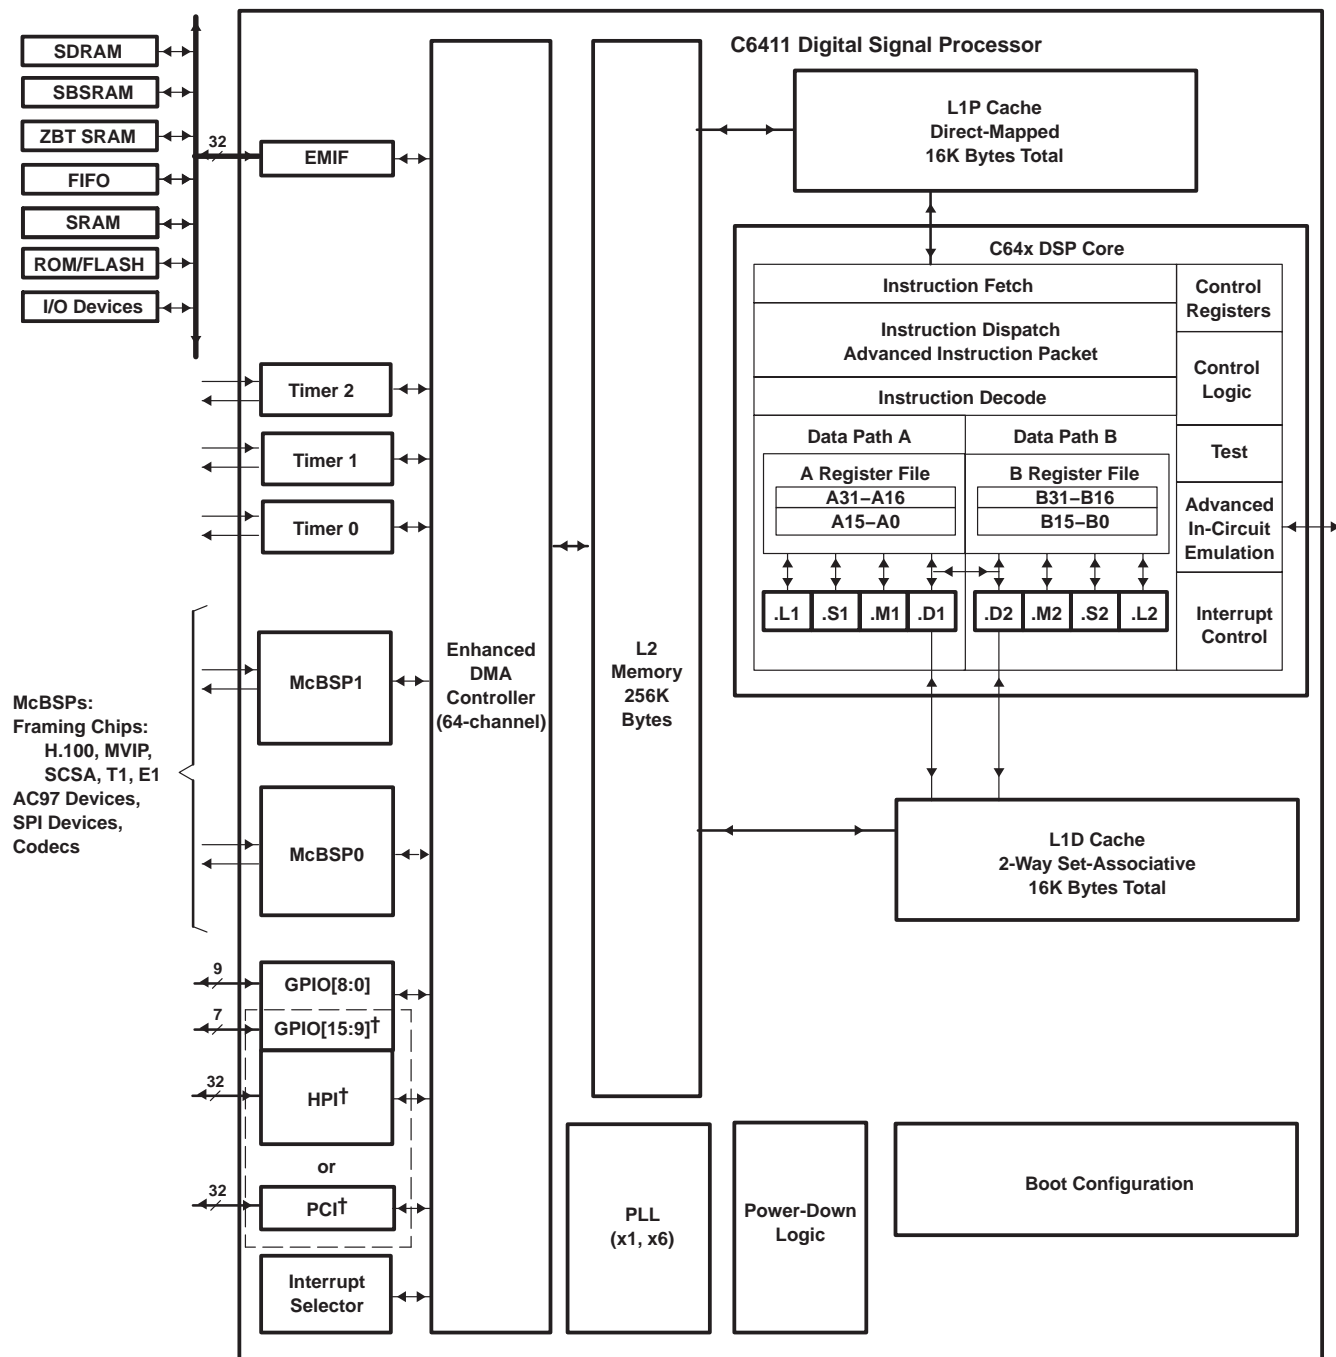 C6411 Digital Signal Processor
SDRAM
SBSRAM
ZBT SRAM
FIFO
SRAM
ROM/FLASH
I/O Devices
32
EMIF
Timer 2
Timer 1
Timer 0
McBSPs:
Framing Chips:
H.100, MVIP,
SCSA, T1, E1
AC97 Devices,
SPI Devices,
Codecs
McBSP1
McBSP0
9
GPIO[8:0]
7
GPIO[15:9]†
32
HPI†
or
32
PCI†
Interrupt
Selector
Enhanced
DMA
Controller
(64-channel)
L2
Memory
256K
Bytes
L1P Cache
Direct-Mapped
16K Bytes Total
C64x DSP Core
Instruction Fetch
Instruction Dispatch
Advanced Instruction Packet
Instruction Decode
Data Path A
A Register File
A31–A16
A15–A0
.L1 .S1 .M1 .D1
Data Path B
B Register File
B31–B16
B15–B0
.D2 .M2 .S2 .L2
Control
Registers
Control
Logic
Test
Advanced
In-Circuit
Emulation
Interrupt
Control
L1D Cache
2-Way Set-Associative
16K Bytes Total
PLL
(x1, x6)
Power-Down
Logic
Boot Configuration